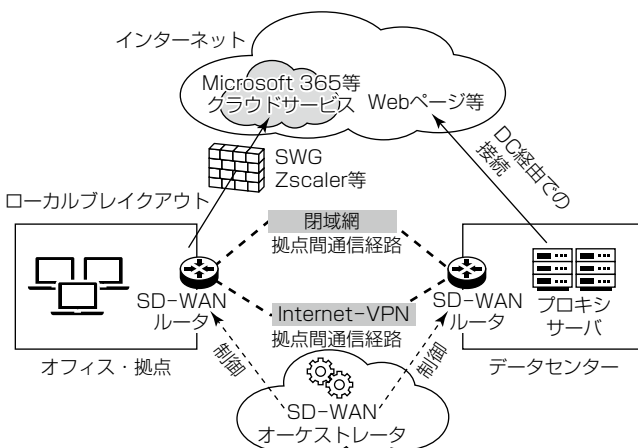 インターネット
Microsoft 365等
クラウドサービス
Webページ等
SWG
Zscaler等
DC経由での
接続
ローカルブレイクアウト
閉域網
拠点間通信経路
SD-WAN
ルータ
Internet-VPN
拠点間通信経路
SD-WAN
ルータ
プロキシ
サーバ
オフィス・拠点
制御
制御
データセンター
SD-WAN
オーケストレータ